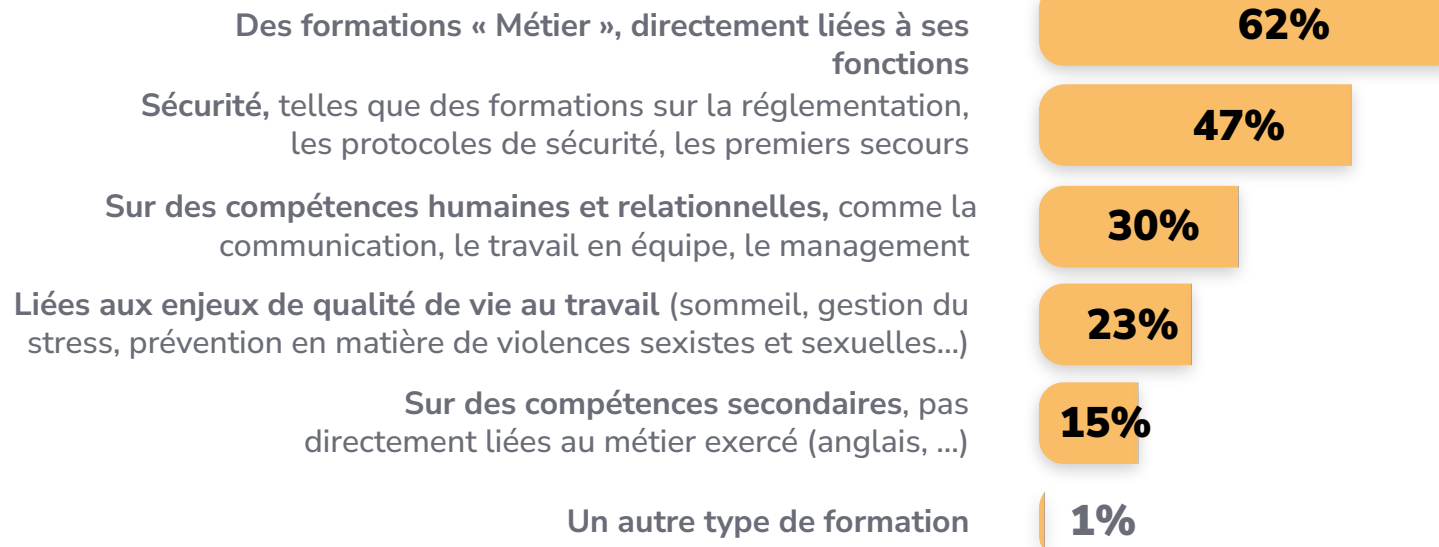 Des formations « Métier », directement liées à ses
fonctions
62%
Sécurité, telles que des formations sur la réglementation,
les protocoles de sécurité, les premiers secours
47%
Sur des compétences humaines et relationnelles, comme la
communication, le travail en équipe, le management
30%
Liées aux enjeux de qualité de vie au travail (sommeil, gestion du
stress, prévention en matière de violences sexistes et sexuelles...)
23%
Sur des compétences secondaires, pas
directement liées au métier exercé (anglais, ...)
15%
Un autre type de formation
1%